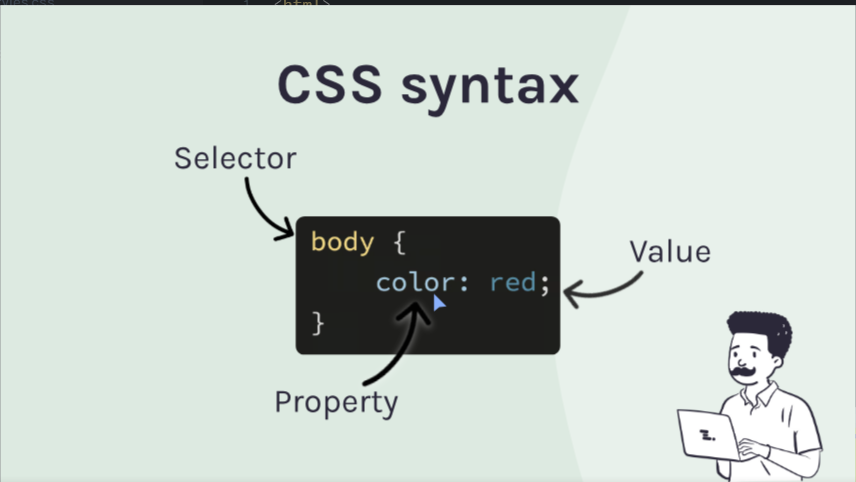 CSS syntax
Selector
body {
color: red;
}
Value
Property